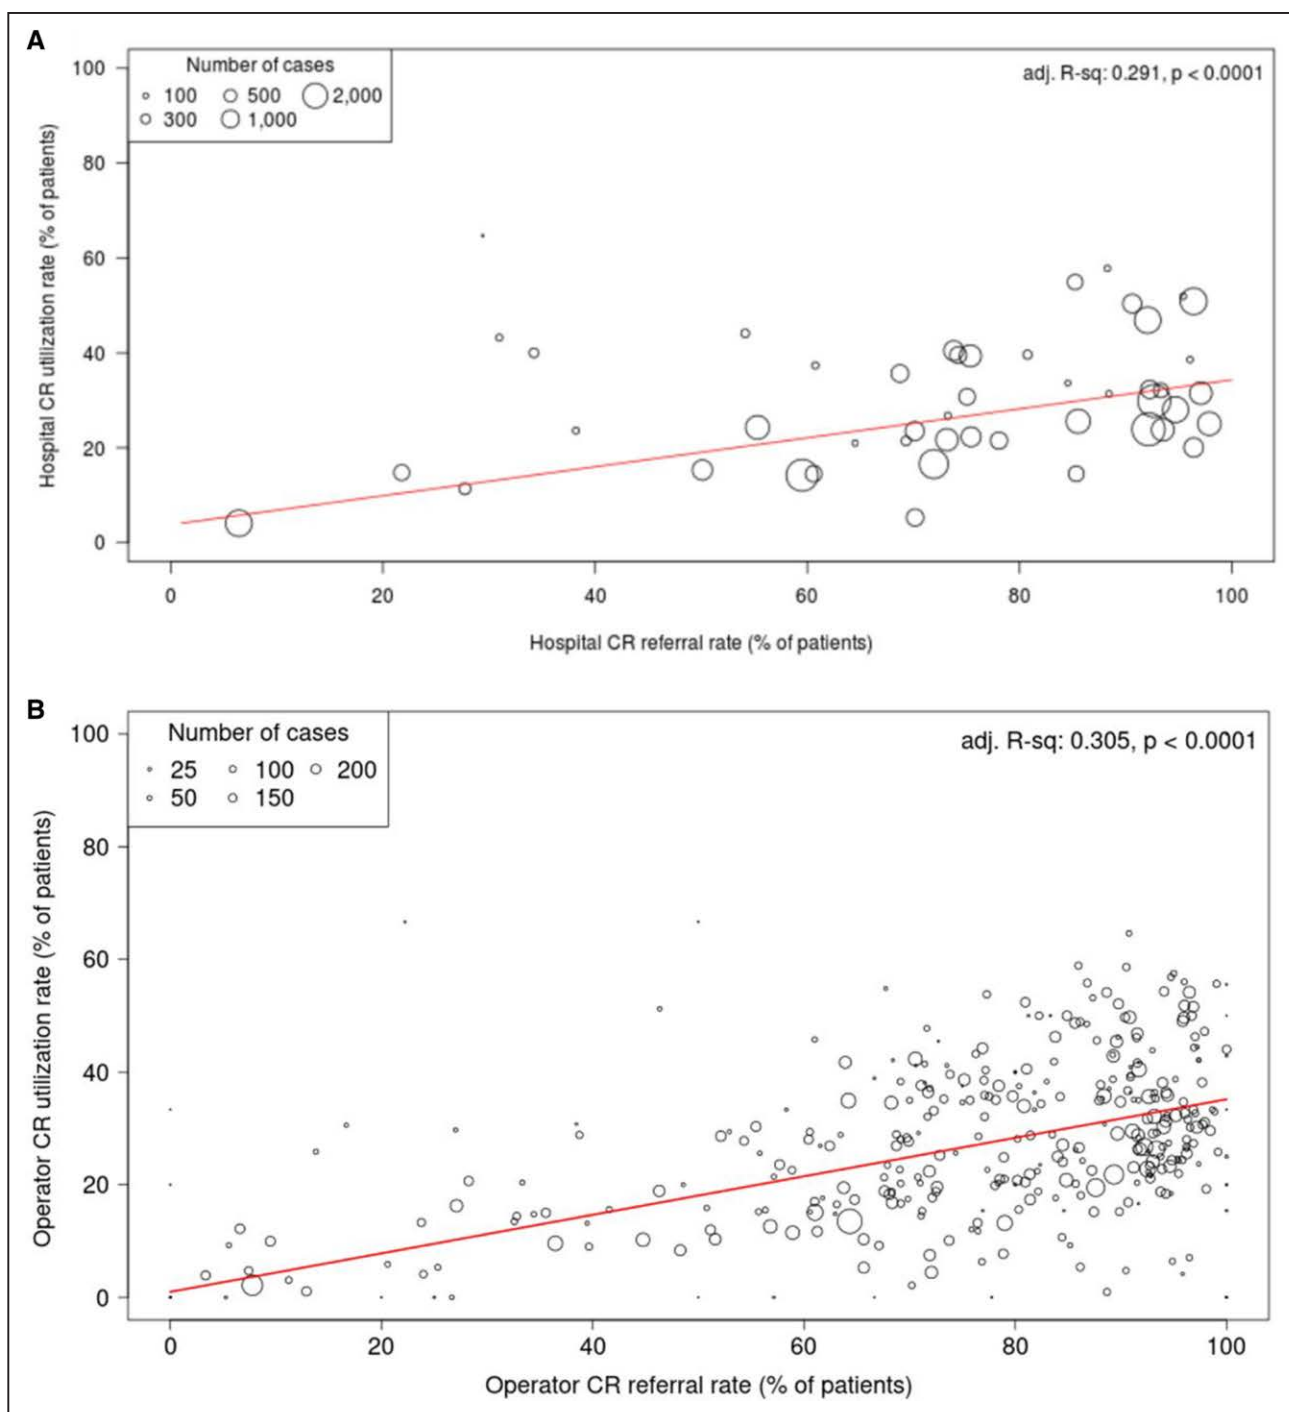 A
Number of cases
100 500 2,000
300 1,000
adj. R-sq: 0.291, p < 0.0001
Hospital CR utilization rate (% of patients)
100
80
60
40
20
0
0 20 40 60 80 100
Hospital CR referral rate (% of patients)
B
Number of cases
25 100 200
50 150
adj. R-sq: 0.305, p < 0.0001
Operator CR utilization rate (% of patients)
100
80
60
40
20
0
0 20 40 60 80 100
Operator CR referral rate (% of patients)